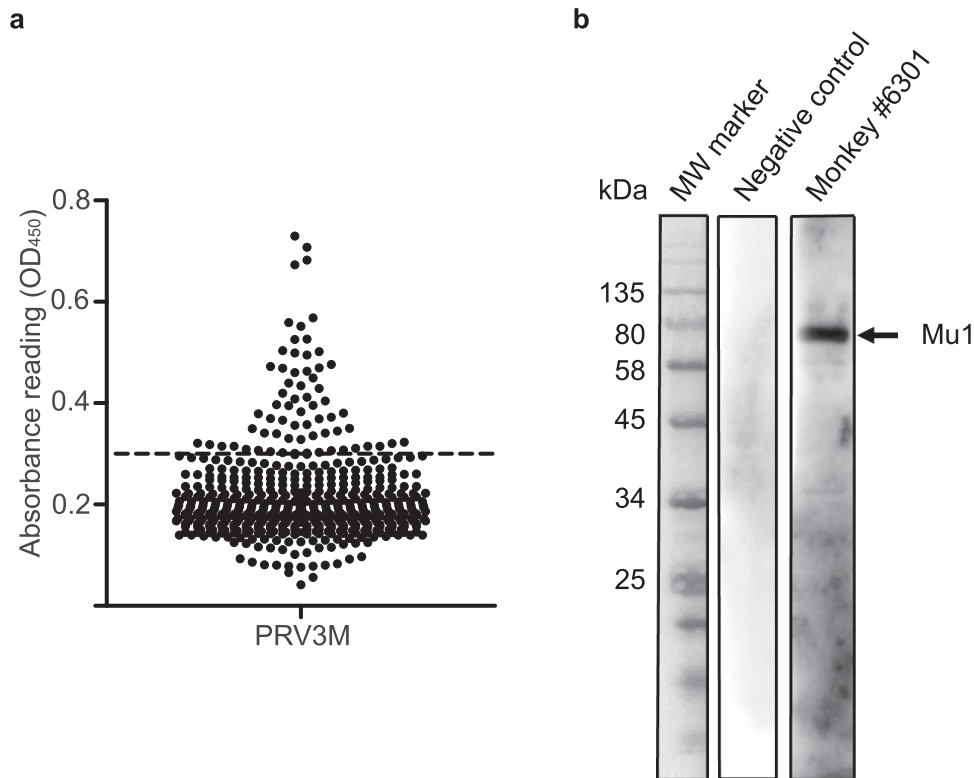 a
Absorbance reading (OD450)
0.8
0.6
0.4
0.2
PRV3M
b
kDa
MW marker
Negative control
Monkey #6301
135
80
58
45
34
25
Mu1